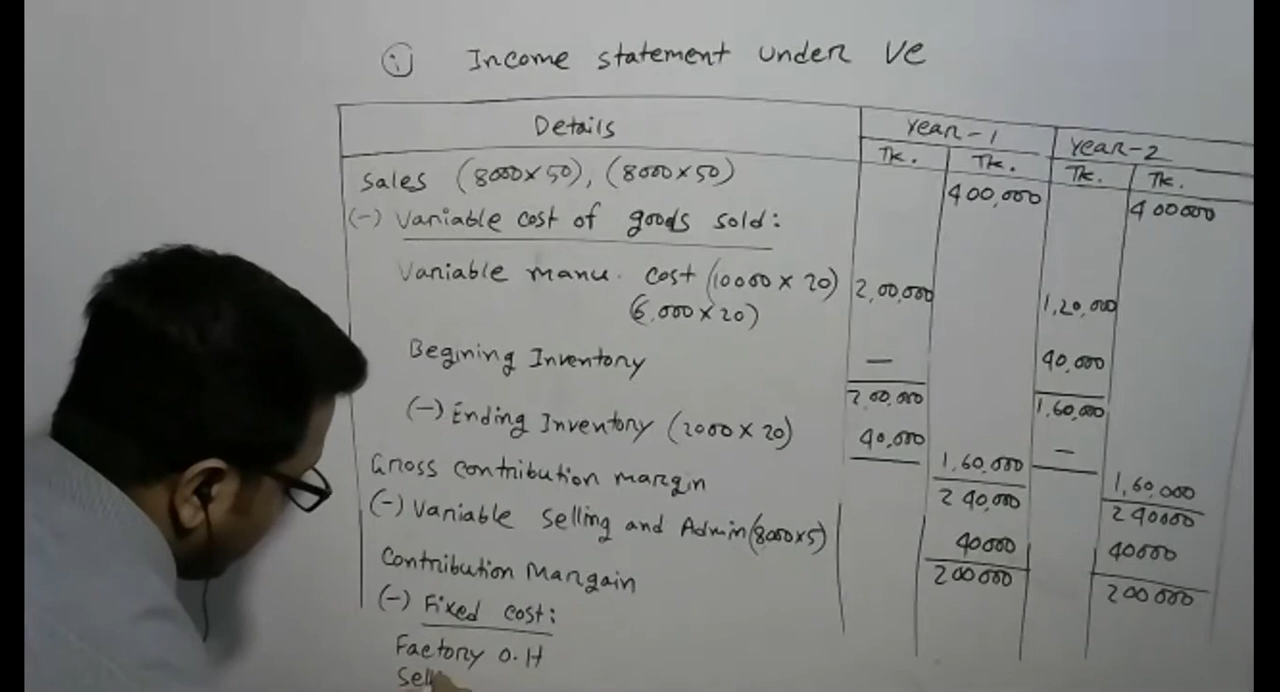 (i) Income statement under VC
Details Year-1 Year-2
Tk. Tk. Tk. Tk.
Sales (8000×50), (8000×50) 400,000 400000
(-) Variable cost of goods sold:
Variable manu. cost (10000×20) 2,00,000 1,20,000
(6,000×20)
Begining Inventory — 40,000
2,00,000 1,60,000
(-) Ending Inventory (2000×20) 40,000 —
1,60,000 1,60,000
Gross contribution margin 240,000 240000
(-) Variable selling and Admin(8000×5) 40000 40000
Contribution Margain 200000 200000
(-) Fixed cost:
Factory O.H
Sell